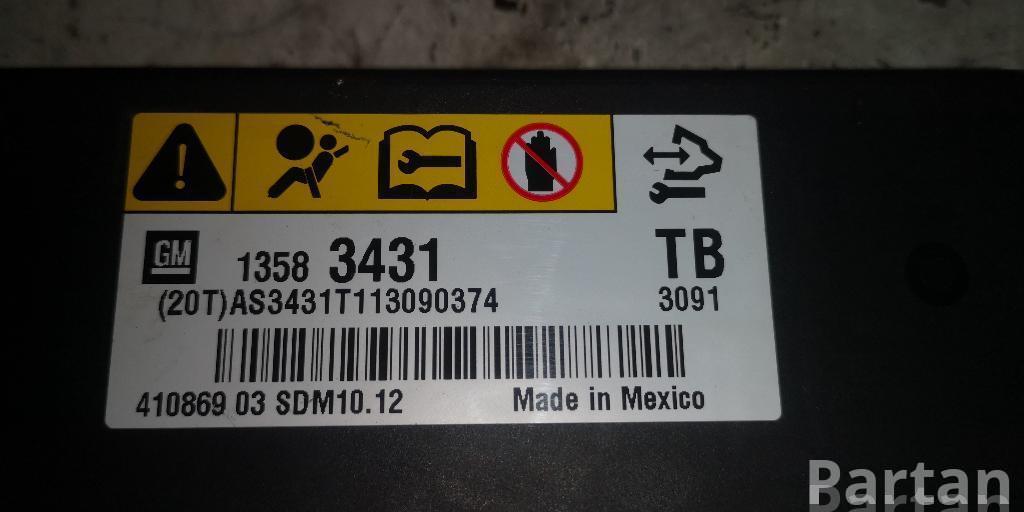 GM 1358 3431 TB
(20T)AS3431T113090374 3091
410869 03 SDM10.12 Made in Mexico
Bartan